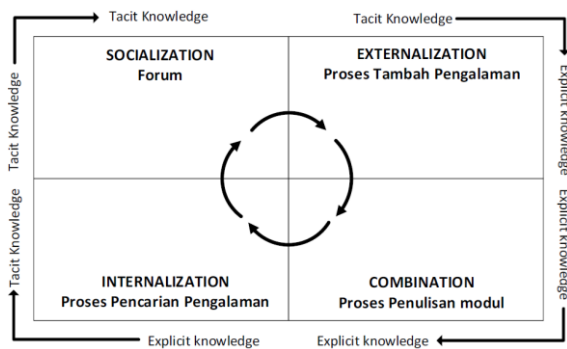 Tacit Knowledge
Tacit Knowledge
Tacit Knowledge
Explicit Knowledge
SOCIALIZATION
Forum
EXTERNALIZATION
Proses Tambah Pengalaman
Tacit Knowledge
Explicit Knowledge
INTERNALIZATION
Proses Pencarian Pengalaman
COMBINATION
Proses Penulisan modul
Explicit knowledge
Explicit knowledge